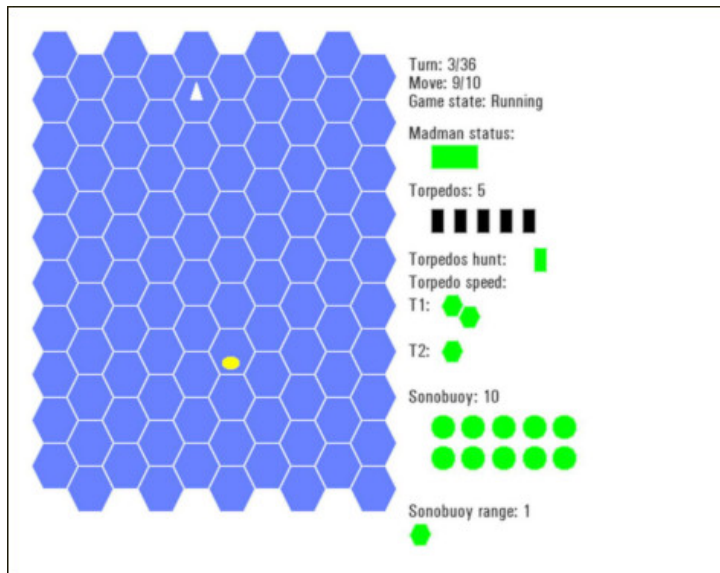 Turn: 3/36
Move: 9/10
Game state: Running
Madman status:
Torpedos: 5
Torpedos hunt:
Torpedo speed:
T1:
T2:
Sonobuoy: 10
Sonobuoy range: 1